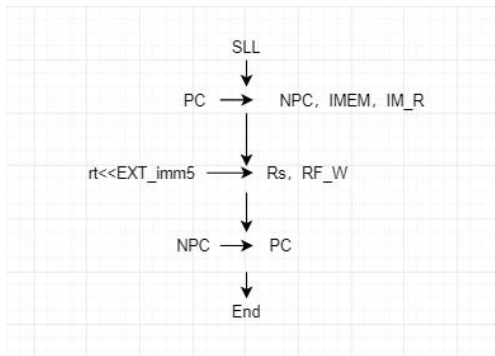 SLL
PC NPC, IMEM, IM_R
rt<<EXT_imm5 Rs, RF_W
NPC PC
End